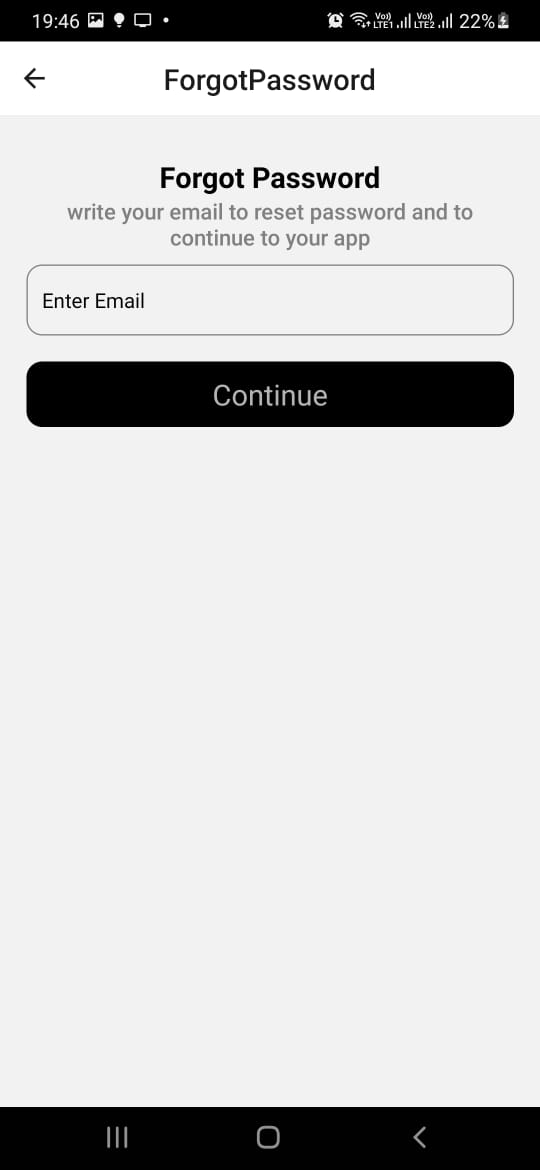 19:46 Vo) LTE1 Vo) LTE2 22%
ForgotPassword
Forgot Password
write your email to reset password and to
continue to your app
Enter Email
Continue